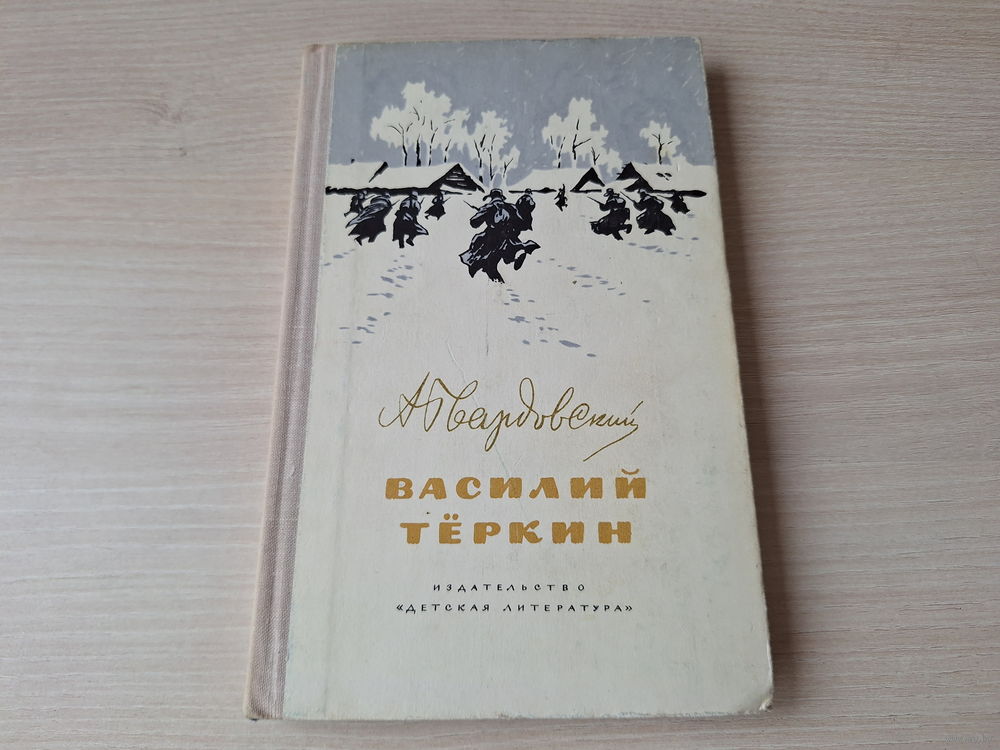 А Твардовский
ВАСИЛИЙ
ТЁРКИН
ИЗДАТЕЛЬСТВО
«ДЕТСКАЯ ЛИТЕРАТУРА»